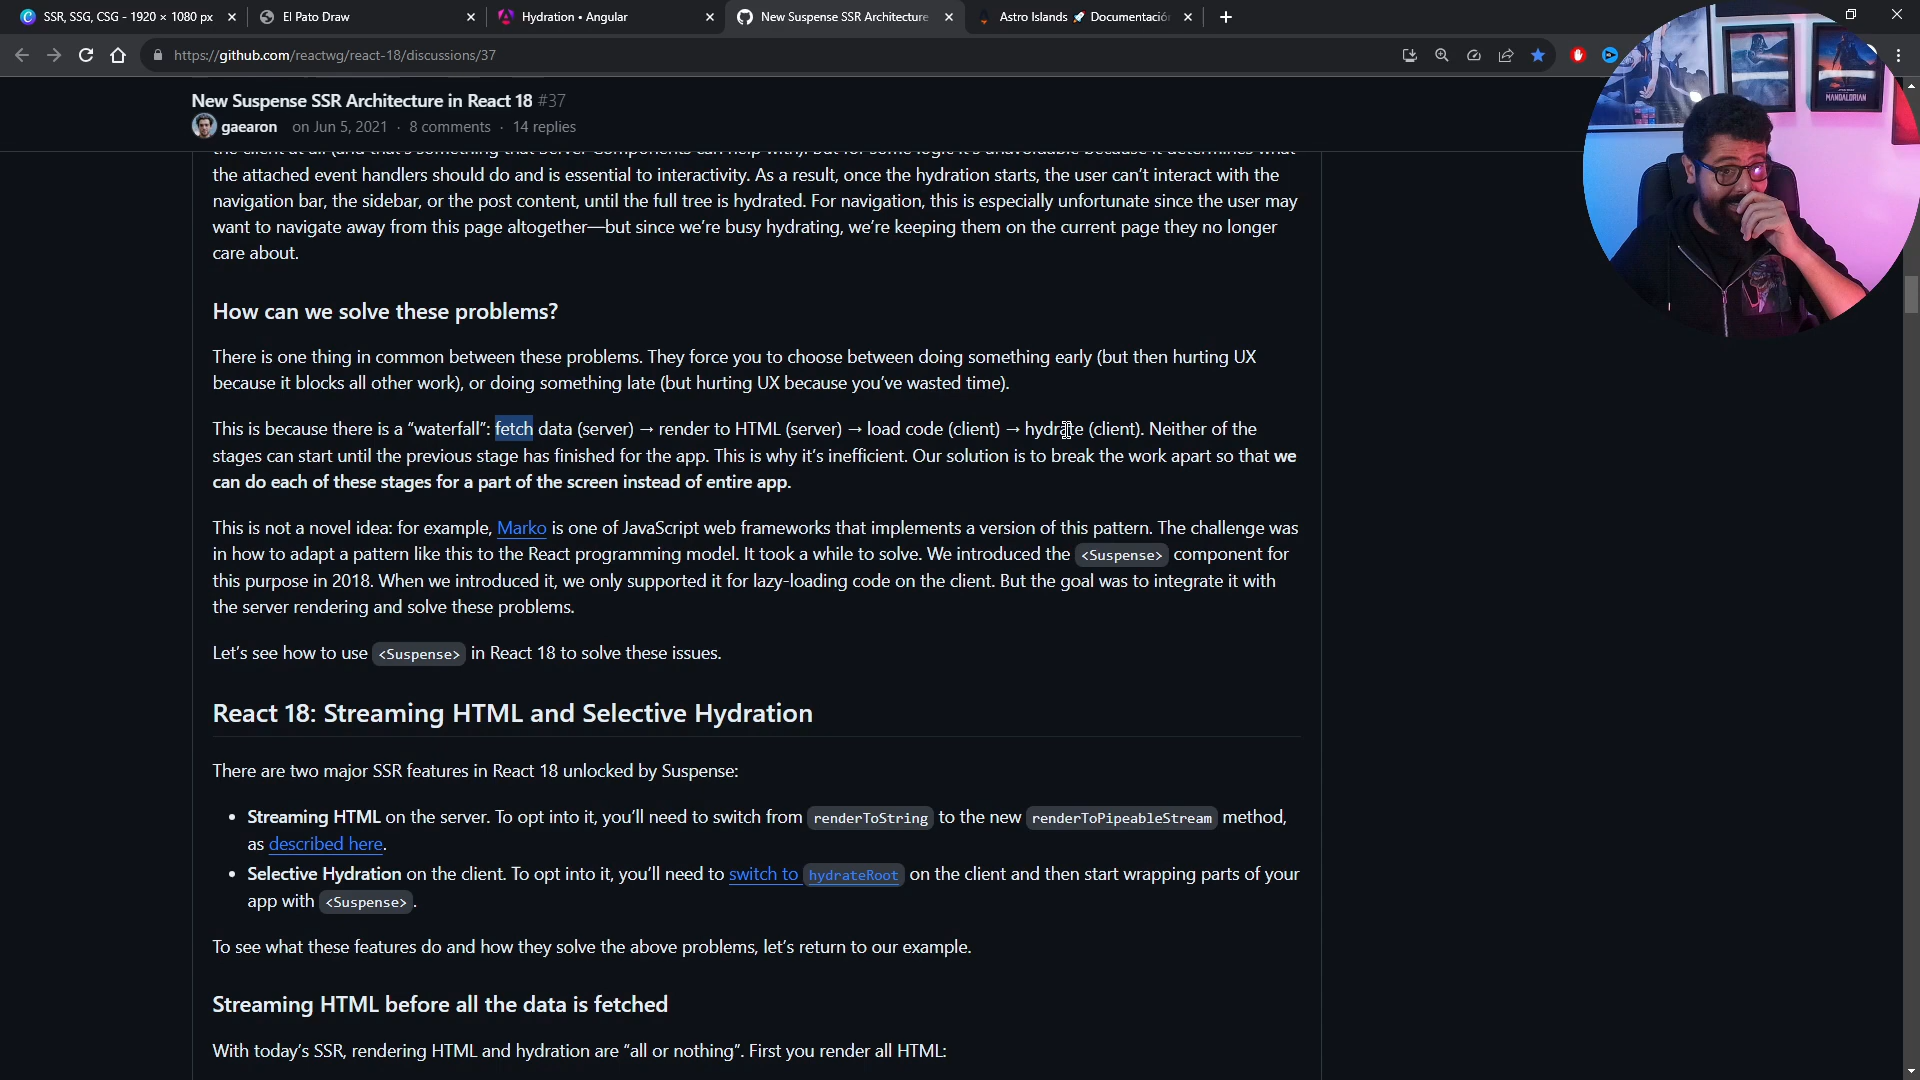 SSR, SSG, CSG - 1920 × 1080 px
El Pato Draw
Hydration • Angular
New Suspense SSR Architecture
Astro Islands 🚀 Documentació
https://github.com/reactwg/react-18/discussions/37
New Suspense SSR Architecture in React 18 #37
gaearon on Jun 5, 2021 · 8 comments · 14 replies
the client at all (and that's something that Server Components can help with). But for some logic it's unavoidable because it determines what
the attached event handlers should do and is essential to interactivity. As a result, once the hydration starts, the user can't interact with the
navigation bar, the sidebar, or the post content, until the full tree is hydrated. For navigation, this is especially unfortunate since the user may
want to navigate away from this page altogether—but since we're busy hydrating, we're keeping them on the current page they no longer
care about.
How can we solve these problems?
There is one thing in common between these problems. They force you to choose between doing something early (but then hurting UX
because it blocks all other work), or doing something late (but hurting UX because you've wasted time).
This is because there is a “waterfall”: fetch data (server) → render to HTML (server) → load code (client) → hydrate (client). Neither of the
stages can start until the previous stage has finished for the app. This is why it's inefficient. Our solution is to break the work apart so that we
can do each of these stages for a part of the screen instead of entire app.
This is not a novel idea: for example, Marko is one of JavaScript web frameworks that implements a version of this pattern. The challenge was
in how to adapt a pattern like this to the React programming model. It took a while to solve. We introduced the <Suspense> component for
this purpose in 2018. When we introduced it, we only supported it for lazy-loading code on the client. But the goal was to integrate it with
the server rendering and solve these problems.
Let's see how to use <Suspense> in React 18 to solve these issues.
React 18: Streaming HTML and Selective Hydration
There are two major SSR features in React 18 unlocked by Suspense:
• Streaming HTML on the server. To opt into it, you'll need to switch from renderToString to the new renderToPipeableStream method,
as described here.
• Selective Hydration on the client. To opt into it, you'll need to switch to hydrateRoot on the client and then start wrapping parts of your
app with <Suspense>.
To see what these features do and how they solve the above problems, let's return to our example.
Streaming HTML before all the data is fetched
With today's SSR, rendering HTML and hydration are “all or nothing”. First you render all HTML:
MANDALORIAN